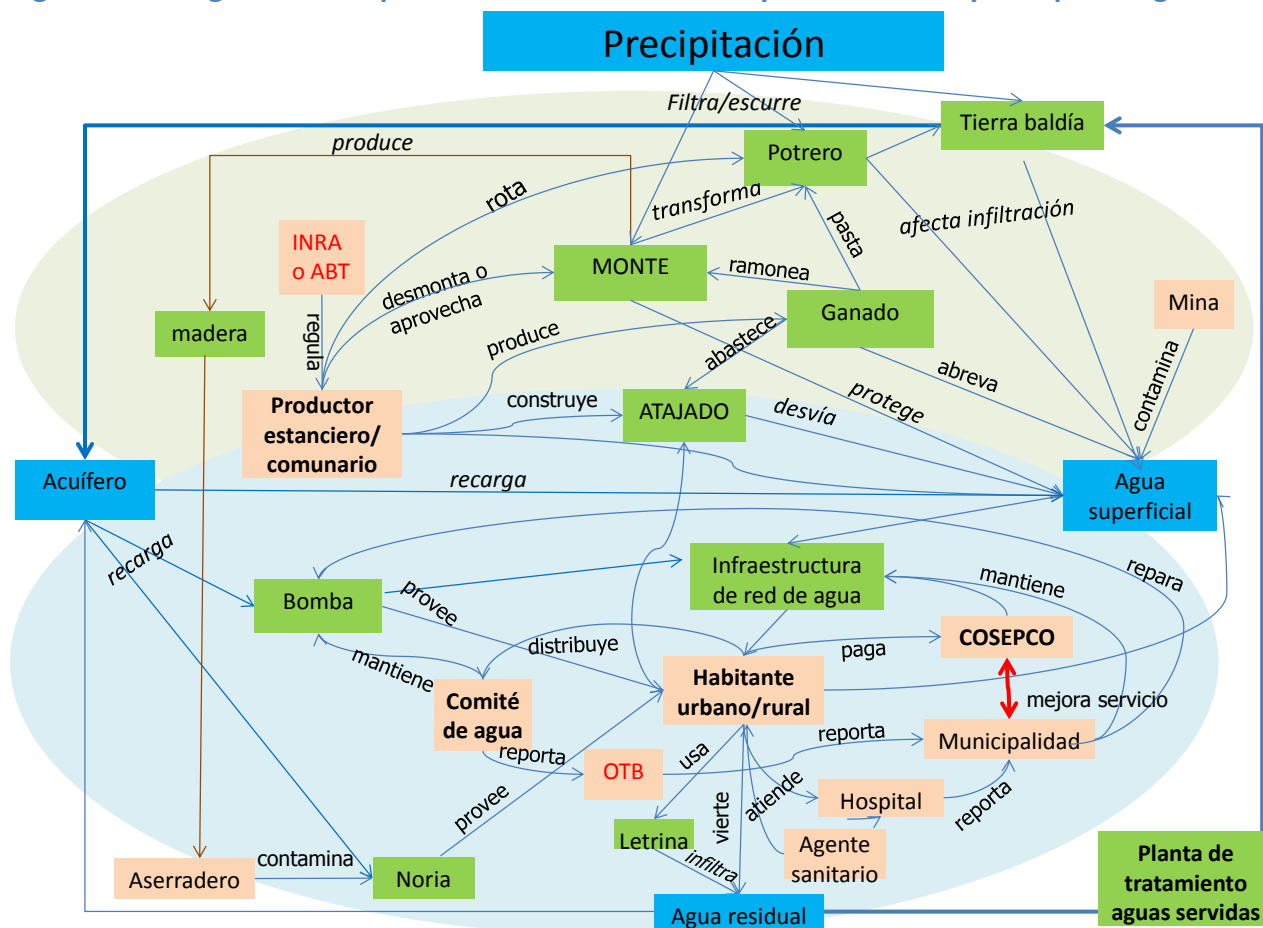 Precipitación
Filtra/escurre
Tierra baldía
produce
Potrero
rota
transforma
pasta
afecta infiltración
INRA
o ABT
MONTE
ramonea
desmonta o
aprovecha
Ganado
Mina
madera
regula
produce
abastece
abreva
contamina
Productor
estanciero/
comunario
construye
ATAJADO
desvía
protege
Acuífero
recarga
Agua
superficial
recarga
Bomba
provee
Infraestructura
de red de agua
mantiene
repara
distribuye
paga
COSEPCO
mantiene
Comité
de agua
Habitante
urbano/rural
mejora servicio
reporta
OTB
reporta
Municipalidad
usa
provee
vierte
atiende
Hospital
reporta
Letrina
infiltra
Agente
sanitario
Planta de
tratamiento
aguas servidas
Aserradero
contamina
Noria
Agua residual